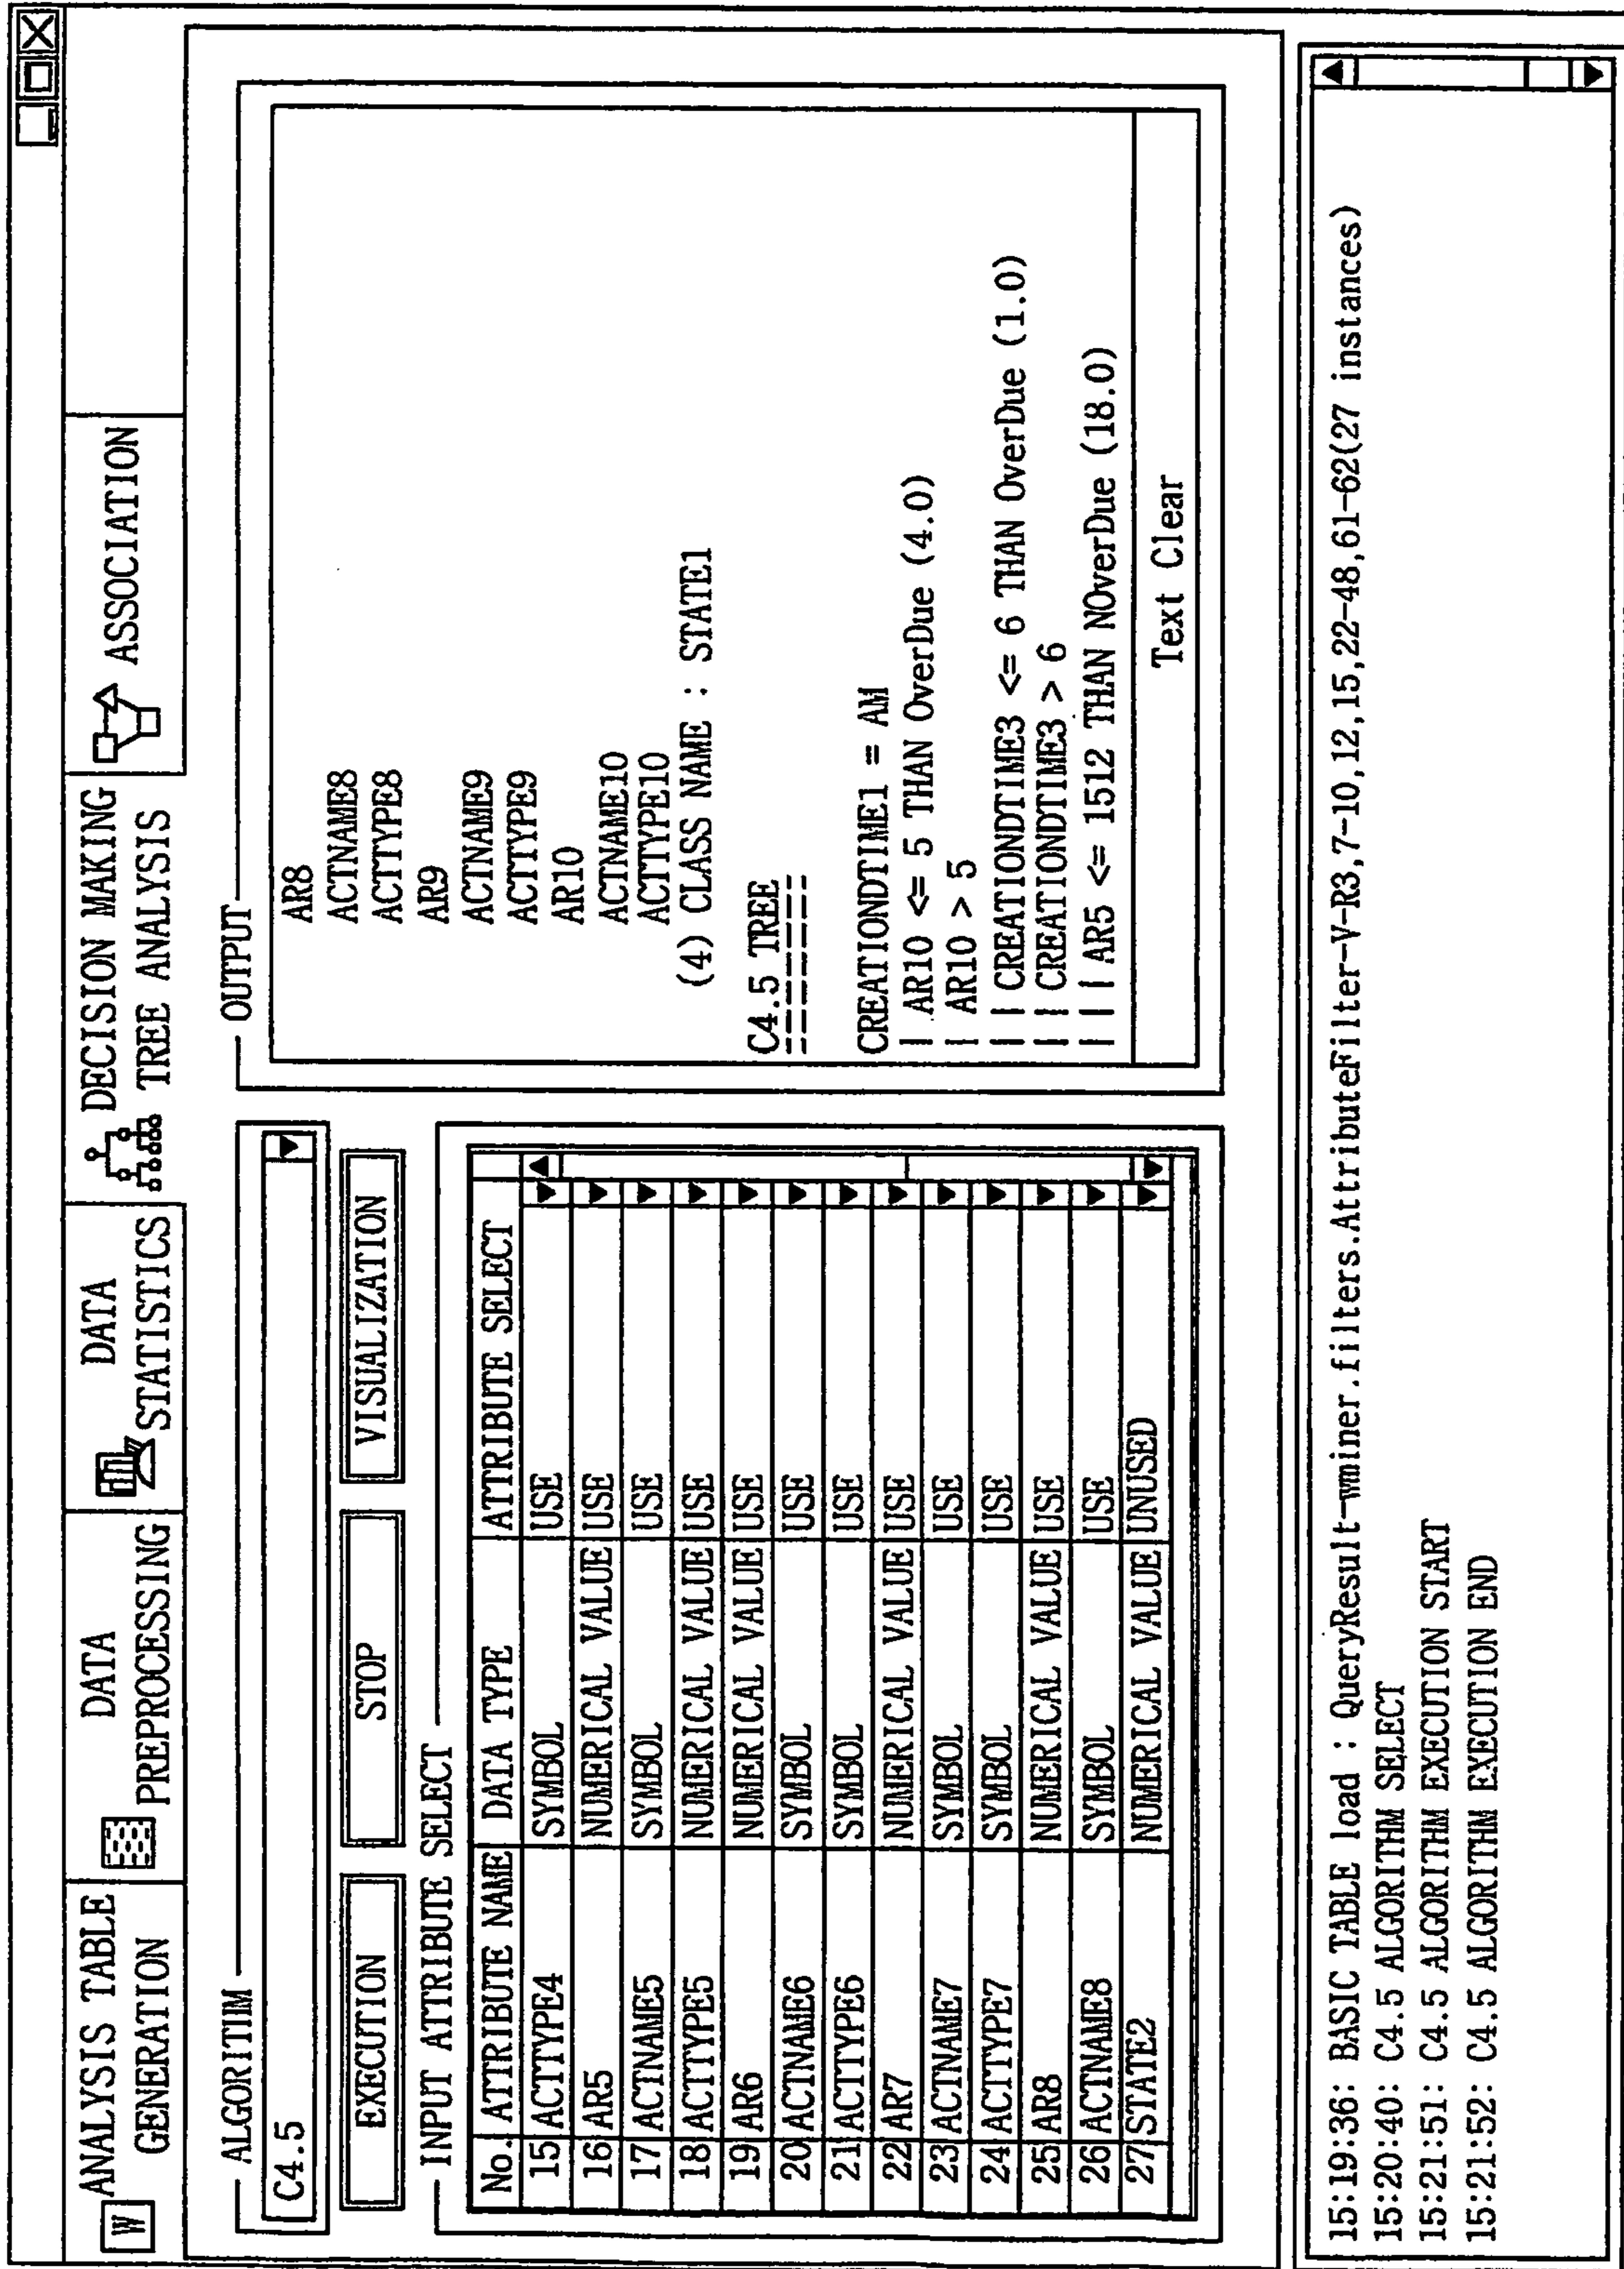 W ANALYSIS TABLE GENERATION
DATA PREPROCESSING
DATA STATISTICS
DECISION MAKING TREE ANALYSIS
ASSOCIATION
ALGORITIIM
C4.5
EXECUTION STOP VISUALIZATION
INPUT ATTRIBUTE SELECT
No. ATTRIBUTE NAME DATA TYPE ATTRIBUTE SELECT
15 ACTTYPE4 SYMBOL USE
16 AR5 NUMERICAL VALUE USE
17 ACTNAME5 SYMBOL USE
18 ACTTYPE5 NUMERICAL VALUE USE
19 AR6 NUMERICAL VALUE USE
20 ACTNAME6 SYMBOL USE
21 ACTTYPE6 SYMBOL USE
22 AR7 NUMERICAL VALUE USE
23 ACTNAME7 SYMBOL USE
24 ACTTYPE7 SYMBOL USE
25 AR8 NUMERICAL VALUE USE
26 ACTNAME8 SYMBOL USE
27 STATE2 NUMERICAL VALUE UNUSED
OUTPUT
AR8
ACTNAME8
ACTTYPE8
AR9
ACTNAME9
ACTTYPE9
AR10
ACTNAME10
ACTTYPE10
(4) CLASS NAME : STATE1
C4.5 TREE
==========
CREATIONDTIME1 = AM
| AR10 <= 5 THAN OverDue (4.0)
| AR10 > 5
| | CREATIONDTIME3 <= 6 THAN OverDue (1.0)
| | CREATIONDTIME3 > 6
| | | AR5 <= 1512 THAN NOverDue (18.0)
Text Clear
15:19:36: BASIC TABLE load : QueryResult-wminer.filters.AttributeFilter-V-R3,7-10,12,15,22-48,61-62(27 instances)
15:20:40: C4.5 ALGORITHM SELECT
15:21:51: C4.5 ALGORITHM EXECUTION START
15:21:52: C4.5 ALGORITHM EXECUTION END